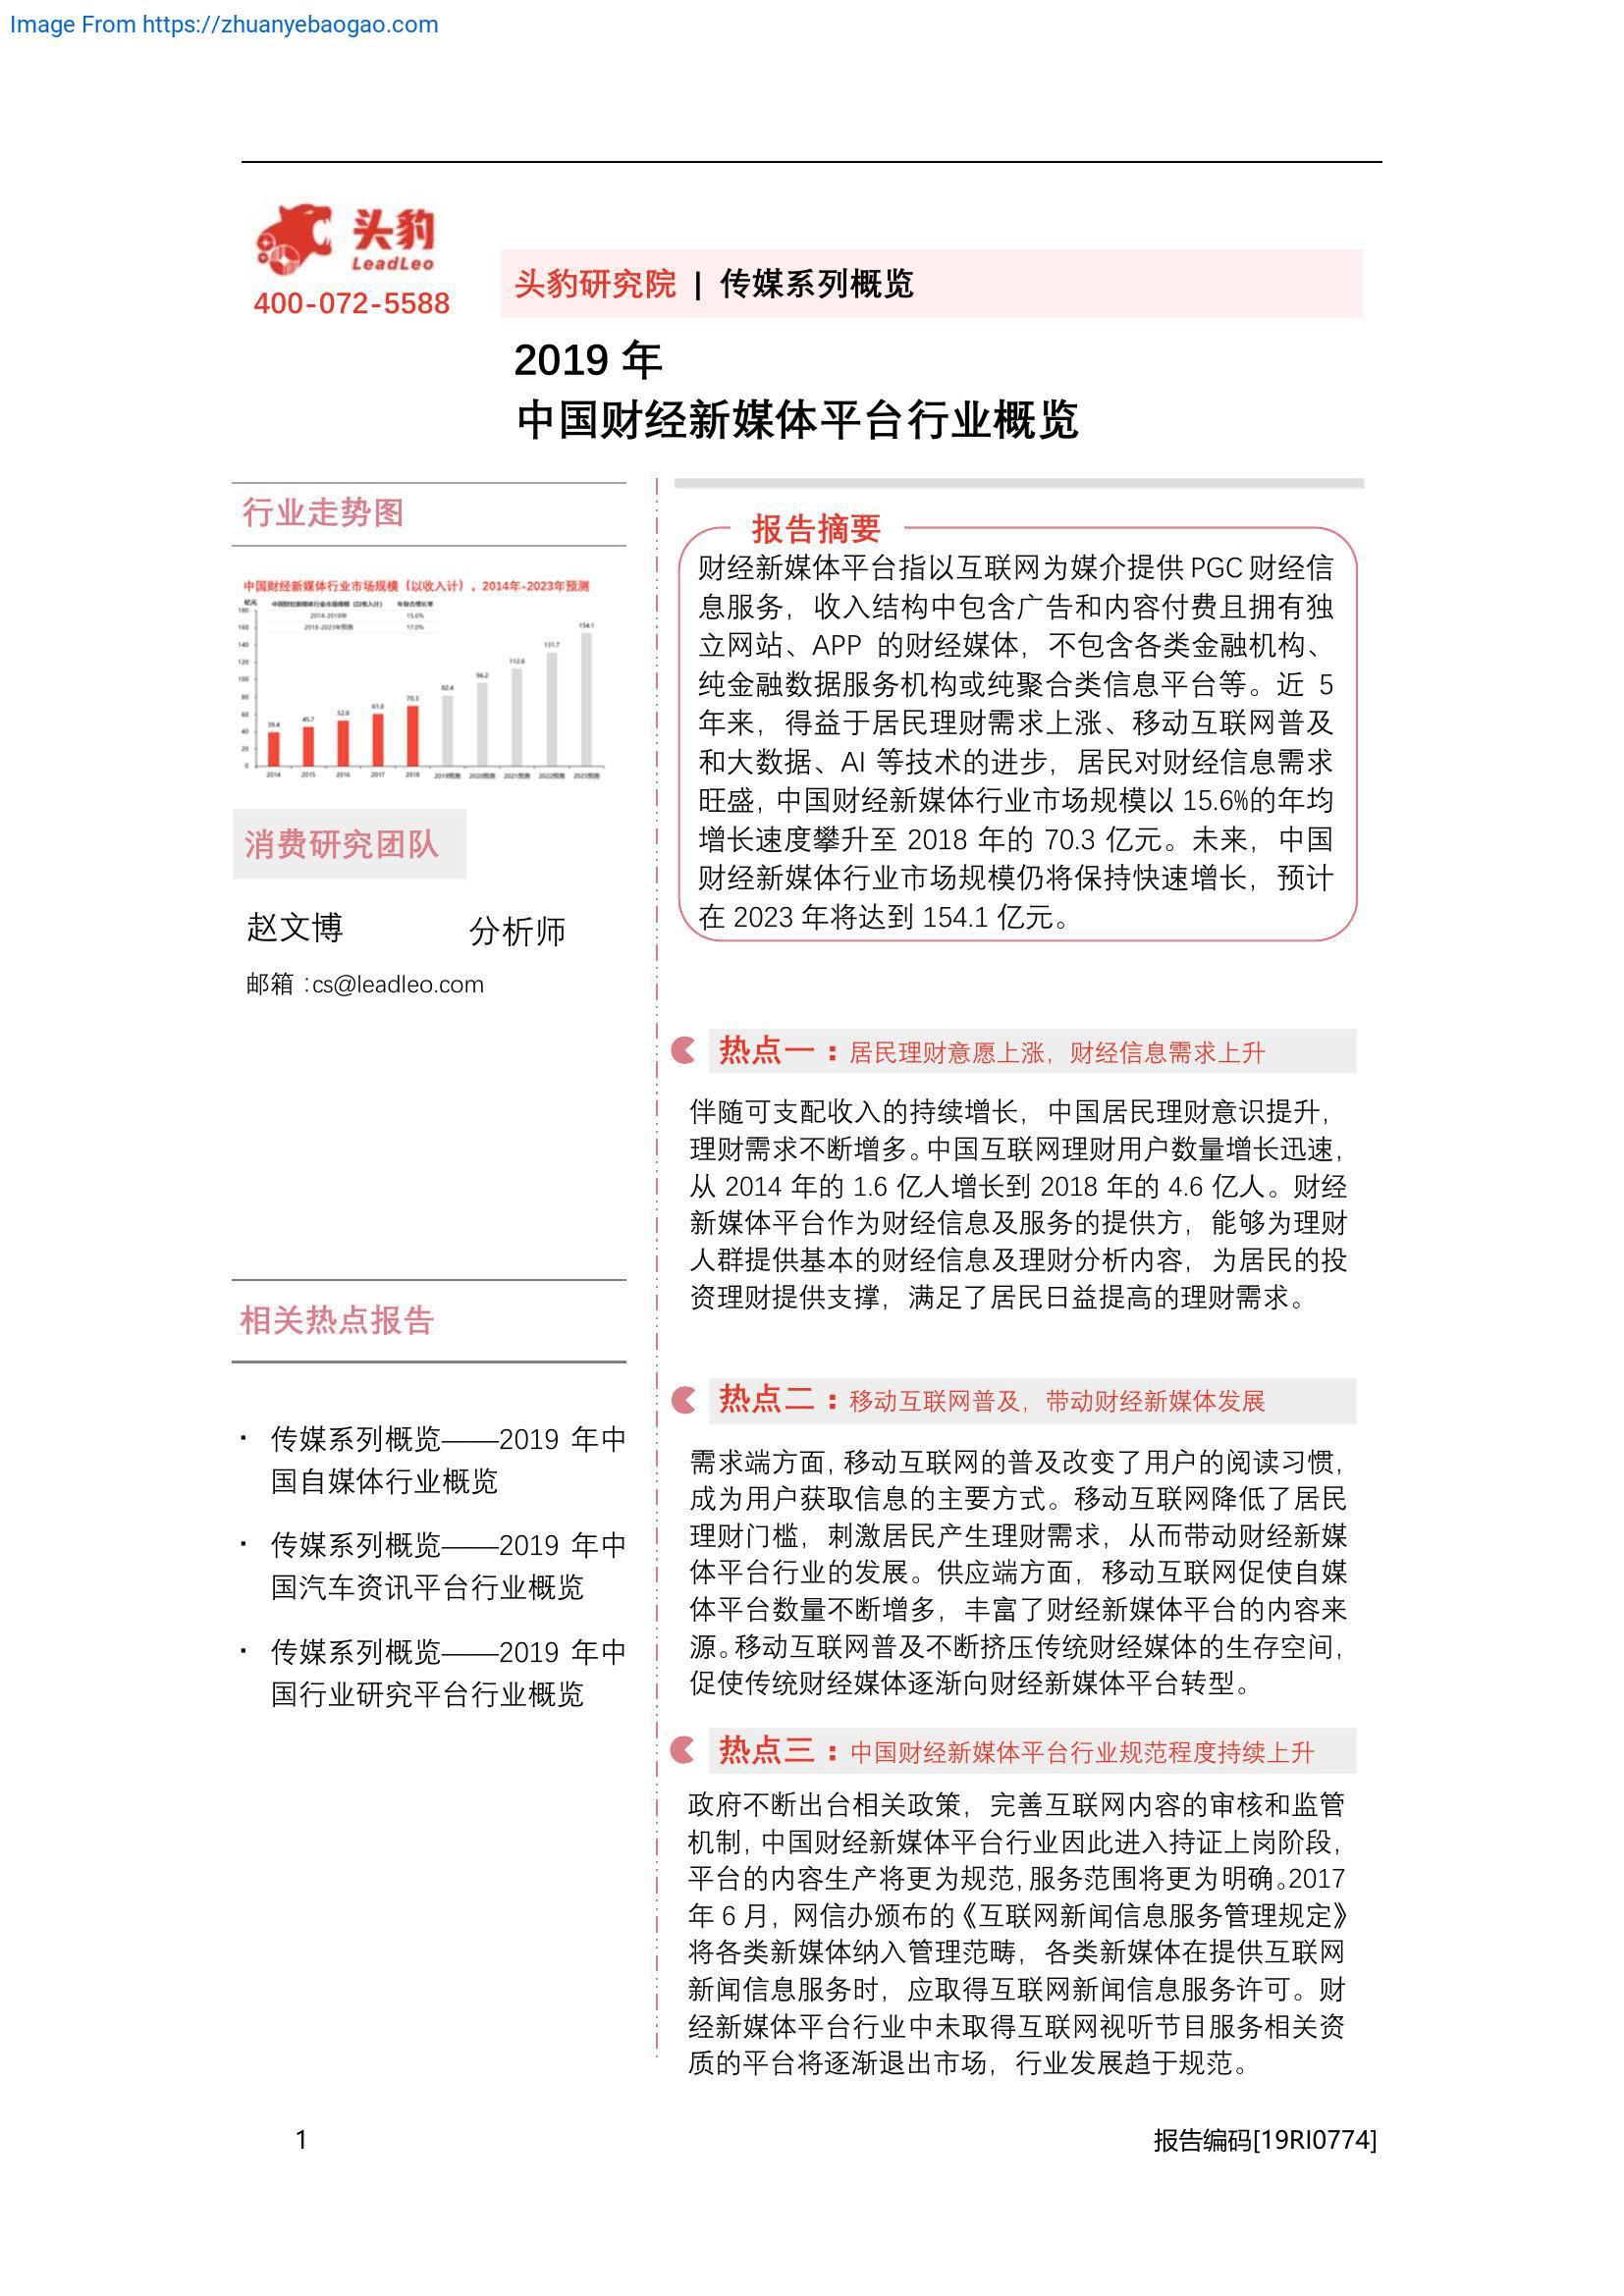 Image From https://zhuanyebaogao.com
头豹
LeadLeo
400-072-5588
头豹研究院 | 传媒系列概览
2019 年
中国财经新媒体平台行业概览
行业走势图
中国财经新媒体行业市场规模（以收入计），2014年-2023年预测
亿元
中国财经新媒体行业市场规模（以收入计） 年复合增长率
2014-2018年 15.6%
2018-2023年预测 17.0%
180
160
140
120
100
80
60
40
20
0
39.4
45.7
52.8
61.0
70.3
82.4
96.2
112.6
131.7
154.1
2014
2015
2016
2017
2018
2019预测
2020预测
2021预测
2022预测
2023预测
消费研究团队
赵文博 分析师
邮箱：cs@leadleo.com
相关热点报告
· 传媒系列概览——2019 年中
国自媒体行业概览
· 传媒系列概览——2019 年中
国汽车资讯平台行业概览
· 传媒系列概览——2019 年中
国行业研究平台行业概览
报告摘要
财经新媒体平台指以互联网为媒介提供 PGC 财经信
息服务，收入结构中包含广告和内容付费且拥有独
立网站、APP 的财经媒体，不包含各类金融机构、
纯金融数据服务机构或纯聚合类信息平台等。近 5
年来，得益于居民理财需求上涨、移动互联网普及
和大数据、AI 等技术的进步，居民对财经信息需求
旺盛，中国财经新媒体行业市场规模以 15.6%的年均
增长速度攀升至 2018 年的 70.3 亿元。未来，中国
财经新媒体行业市场规模仍将保持快速增长，预计
在 2023 年将达到 154.1 亿元。
热点一：居民理财意愿上涨，财经信息需求上升
伴随可支配收入的持续增长，中国居民理财意识提升，
理财需求不断增多。中国互联网理财用户数量增长迅速，
从 2014 年的 1.6 亿人增长到 2018 年的 4.6 亿人。财经
新媒体平台作为财经信息及服务的提供方，能够为理财
人群提供基本的财经信息及理财分析内容，为居民的投
资理财提供支撑，满足了居民日益提高的理财需求。
热点二：移动互联网普及，带动财经新媒体发展
需求端方面，移动互联网的普及改变了用户的阅读习惯，
成为用户获取信息的主要方式。移动互联网降低了居民
理财门槛，刺激居民产生理财需求，从而带动财经新媒
体平台行业的发展。供应端方面，移动互联网促使自媒
体平台数量不断增多，丰富了财经新媒体平台的内容来
源。移动互联网普及不断挤压传统财经媒体的生存空间，
促使传统财经媒体逐渐向财经新媒体平台转型。
热点三：中国财经新媒体平台行业规范程度持续上升
政府不断出台相关政策，完善互联网内容的审核和监管
机制，中国财经新媒体平台行业因此进入持证上岗阶段，
平台的内容生产将更为规范，服务范围将更为明确。2017
年 6 月，网信办颁布的《互联网新闻信息服务管理规定》
将各类新媒体纳入管理范畴，各类新媒体在提供互联网
新闻信息服务时，应取得互联网新闻信息服务许可。财
经新媒体平台行业中未取得互联网视听节目服务相关资
质的平台将逐渐退出市场，行业发展趋于规范。
1
报告编码[19RI0774]